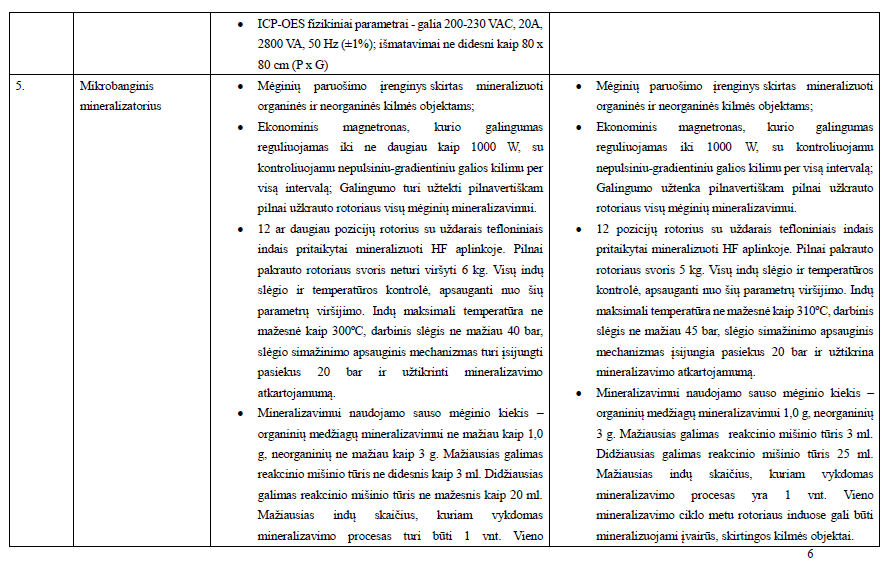 • ICP-OES fizikiniai parametrai - galia 200-230 VAC, 20A,
2800 VA, 50 Hz (±1%); išmatavimai ne didesni kaip 80 x
80 cm (P x G)
5.
Mikrobanginis
mineralizatorius
• Mėginių paruošimo įrenginys skirtas mineralizuoti
organinės ir neorganinės kilmės objektams;
• Ekonominis magnetronas, kurio galingumas
reguliuojamas iki ne daugiau kaip 1000 W, su
kontroliuojamu nepulsiniu-gradientiniu galios kilimu per
visą intervalą; Galingumo turi užtekti pilnavertiškam
pilnai užkrauto rotoriaus visų mėginių mineralizavimui.
• 12 ar daugiau pozicijų rotorius su uždarais tefloniniais
indais pritaikytai mineralizuoti HF aplinkoje. Pilnai
pakrauto rotoriaus svoris neturi viršyti 6 kg. Visų indų
slėgio ir temperatūros kontrolė, apsauganti nuo šių
parametrų viršijimo. Indų maksimali temperatūra ne
mažesnė kaip 300ºC, darbinis slėgis ne mažiau 40 bar,
slėgio simažinimo apsauginis mechanizmas turi įsijungti
pasiekus 20 bar ir užtikrinti mineralizavimo
atkartojamumą.
• Mineralizavimui naudojamo sauso mėginio kiekis –
organinių medžiagų mineralizavimui ne mažiau kaip 1,0
g, neorganinių ne mažiau kaip 3 g. Mažiausias galimas
reakcinio mišinio tūris ne didesnis kaip 3 ml. Didžiausias
galimas reakcinio mišinio tūris ne mažesnis kaip 20 ml.
Mažiausias indų skaičius, kuriam vykdomas
mineralizavimo procesas turi būti 1 vnt. Vieno
• Mėginių paruošimo įrenginys skirtas mineralizuoti
organinės ir neorganinės kilmės objektams;
• Ekonominis magnetronas, kurio galingumas
reguliuojamas iki 1000 W, su kontroliuojamu
nepulsiniu-gradientiniu galios kilimu per visą intervalą;
Galingumo užtenka pilnavertiškam pilnai užkrauto
rotoriaus visų mėginių mineralizavimui.
• 12 pozicijų rotorius su uždarais tefloniniais indais
pritaikytai mineralizuoti HF aplinkoje. Pilnai pakrauto
rotoriaus svoris 5 kg. Visų indų slėgio ir temperatūros
kontrolė, apsauganti nuo šių parametrų viršijimo. Indų
maksimali temperatūra ne mažesnė kaip 310ºC, darbinis
slėgis ne mažiau 45 bar, slėgio simažinimo apsauginis
mechanizmas įsijungia pasiekus 20 bar ir užtikrina
mineralizavimo atkartojamumą.
• Mineralizavimui naudojamo sauso mėginio kiekis –
organinių medžiagų mineralizavimui 1,0 g, neorganinių
3 g. Mažiausias galimas reakcinio mišinio tūris 3 ml.
Didžiausias galimas reakcinio mišinio tūris 25 ml.
Mažiausias indų skaičius, kuriam vykdomas
mineralizavimo procesas yra 1 vnt. Vieno
mineralizavimo ciklo metu rotoriaus induose gali būti
mineralizuojami įvairūs, skirtingos kilmės objektai.
6